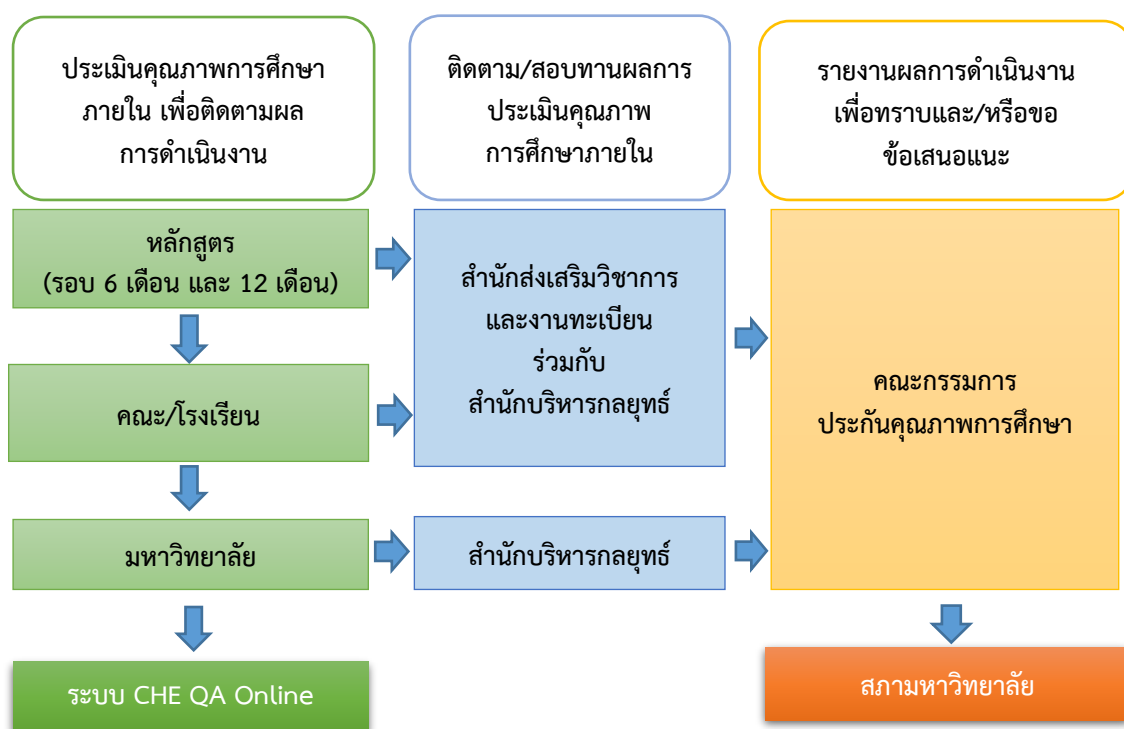 ประเมินคุณภาพการศึกษา
ภายใน เพื่อติดตามผล
การดำเนินงาน
ติดตาม/สอบทานผลการ
ประเมินคุณภาพ
การศึกษาภายใน
รายงานผลการดำเนินงาน
เพื่อทราบและ/หรือขอ
ข้อเสนอแนะ
หลักสูตร
(รอบ 6 เดือน และ 12 เดือน)
สำนักส่งเสริมวิชาการ
และงานทะเบียน
ร่วมกับ
สำนักบริหารกลยุทธ์
คณะกรรมการ
ประกันคุณภาพการศึกษา
คณะ/โรงเรียน
มหาวิทยาลัย
สำนักบริหารกลยุทธ์
ระบบ CHE QA Online
สภามหาวิทยาลัย